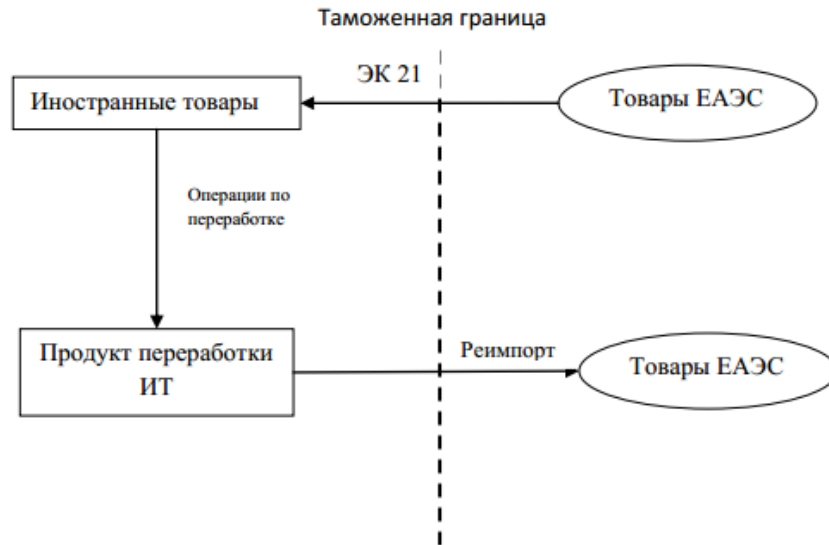 Таможенная граница
ЭК 21
Иностранные товары
Товары ЕАЭС
Операции по
переработке
Продукт переработки
ИТ
Реимпорт
Товары ЕАЭС